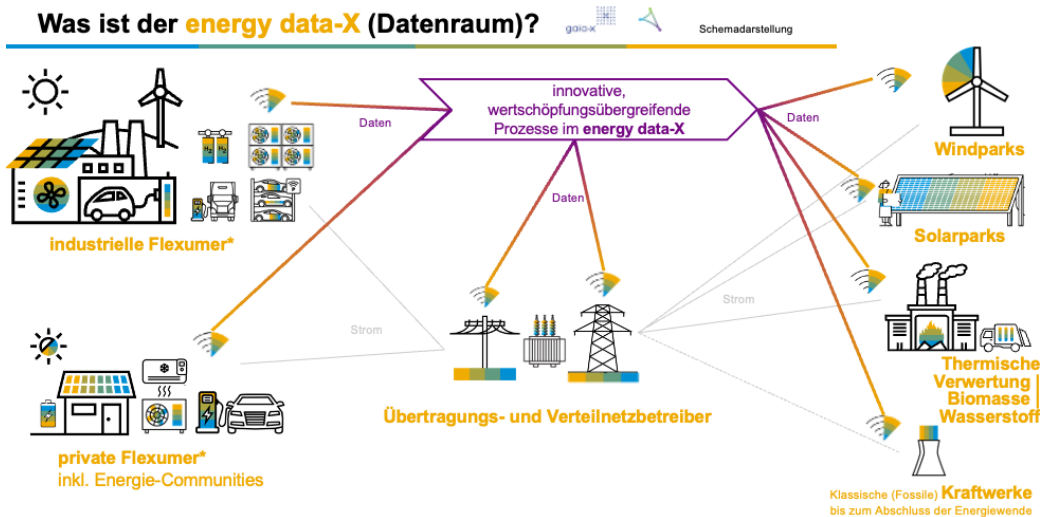 Was ist der energy data-X (Datenraum)?
gaia-x
Schemadarstellung
innovative,
wertschöpfungsübergreifende
Prozesse im energy data-X
Daten
Daten
Daten
H2 H2
industrielle Flexumer*
Windparks
Solarparks
Strom
Strom
Thermische
Verwertung |
Biomasse |
Wasserstoff
Übertragungs- und Verteilnetzbetreiber
private Flexumer*
inkl. Energie-Communities
Klassische (Fossile) Kraftwerke
bis zum Abschluss der Energiewende